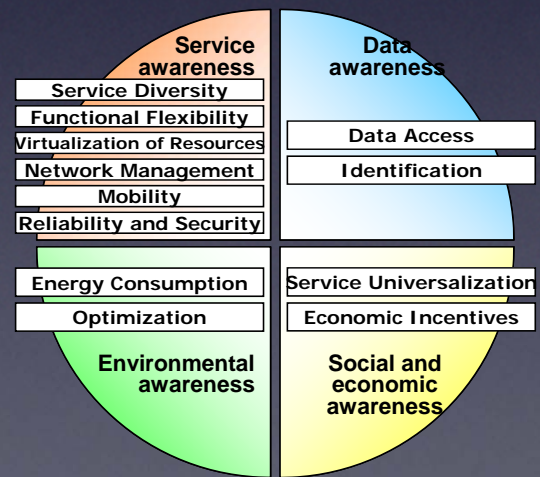 Service
awareness
Service Diversity
Functional Flexibility
Virtualization of Resources
Network Management
Mobility
Reliability and Security
Data
awareness
Data Access
Identification
Energy Consumption
Optimization
Environmental
awareness
Service Universalization
Economic Incentives
Social and
economic
awareness